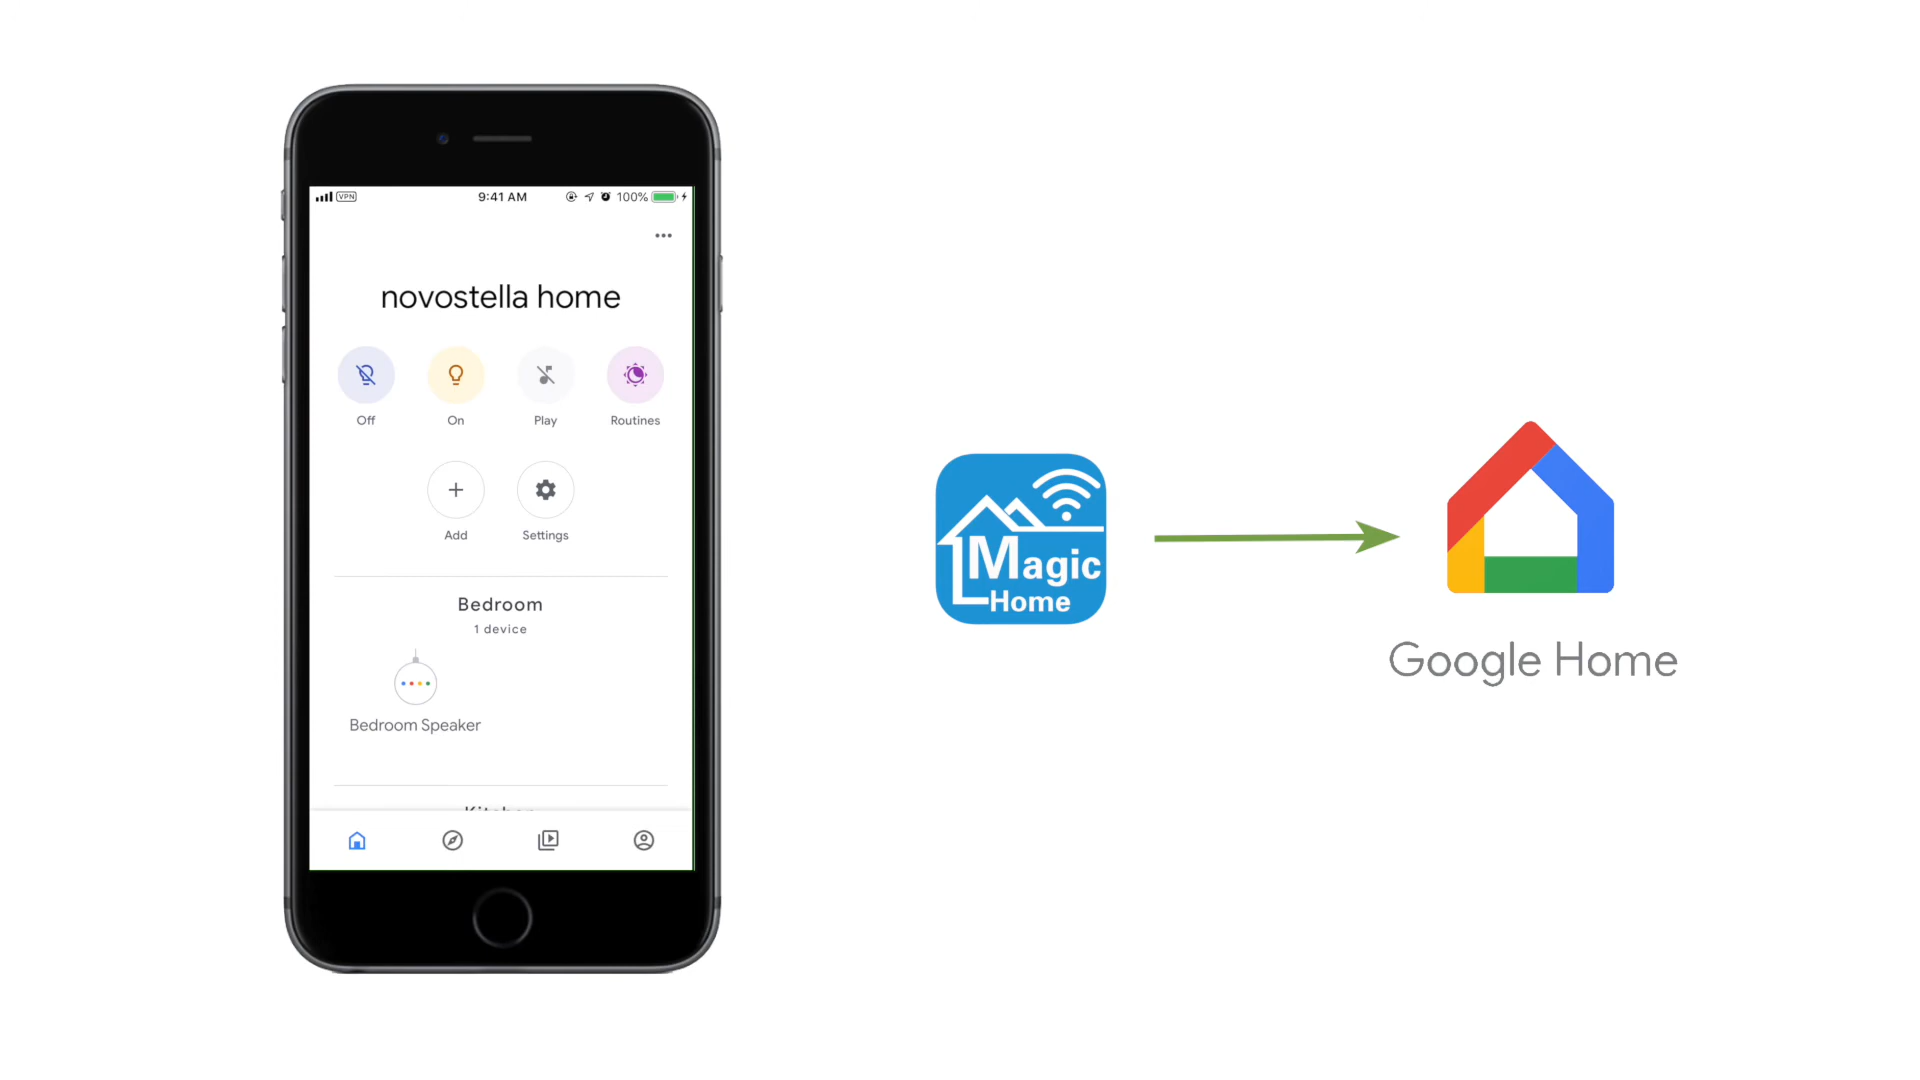 VPN 9:41 AM 100%
novostella home
Off On Play Routines
Add Settings
Bedroom
1 device
Bedroom Speaker
Magic
Home
Google Home